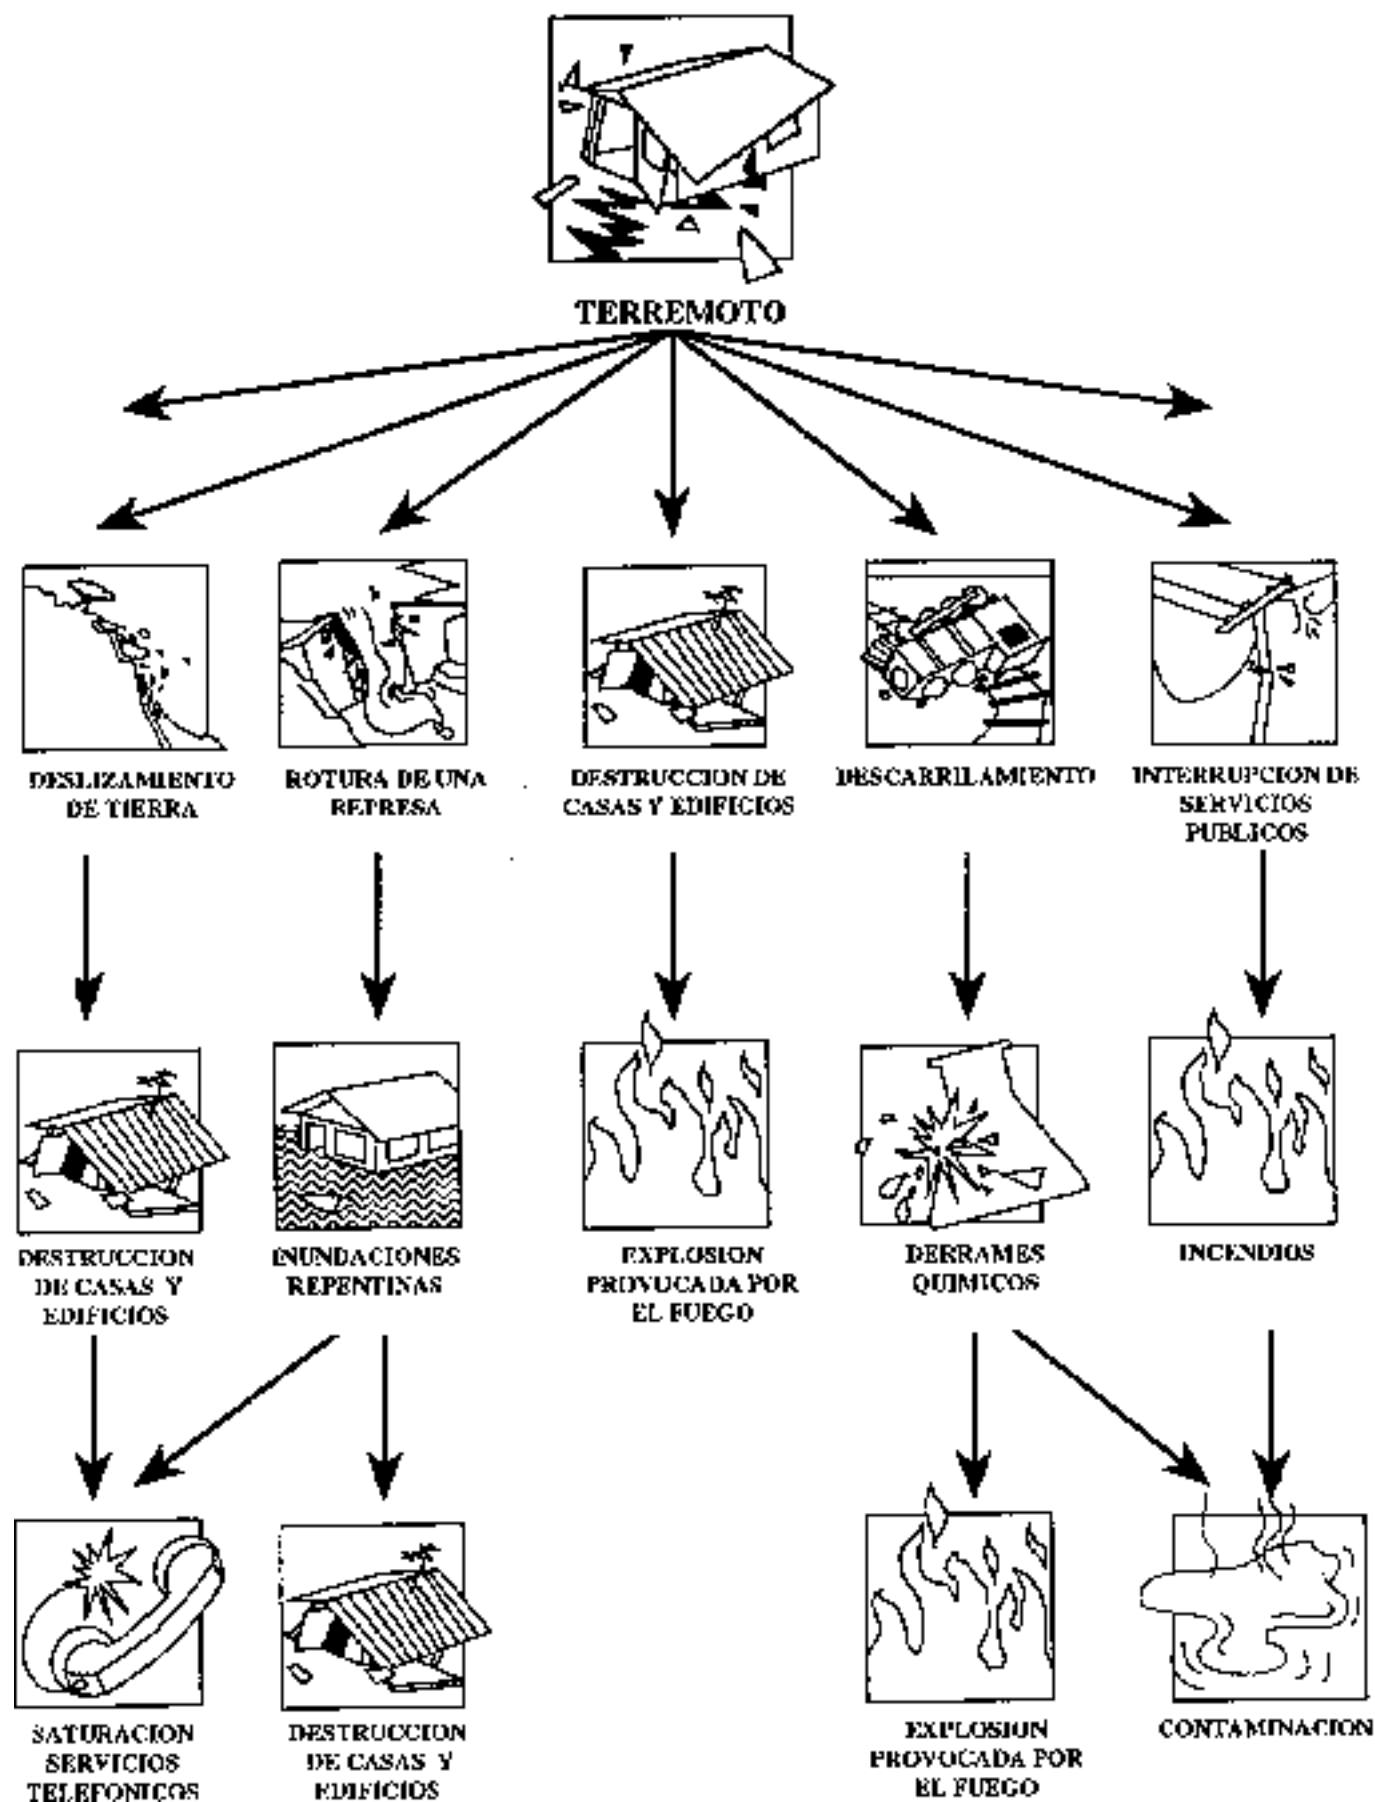 TERREMOTO
DESLIZAMIENTO
DE TIERRA
ROTURA DE UNA
REPRESA
DESTRUCCION DE
CASAS Y EDIFICIOS
DESCARRILAMIENTO
INTERRUPCION DE
SERVICIOS
PUBLICOS
DESTRUCCION
DE CASAS Y
EDIFICIOS
INUNDACIONES
REPENTINAS
EXPLOSION
PROVOCADA POR
EL FUEGO
DERRAMES
QUIMICOS
INCENDIOS
SATURACION
SERVICIOS
TELEFONICOS
DESTRUCCION
DE CASAS Y
EDIFICIOS
EXPLOSION
PROVOCADA POR
EL FUEGO
CONTAMINACION